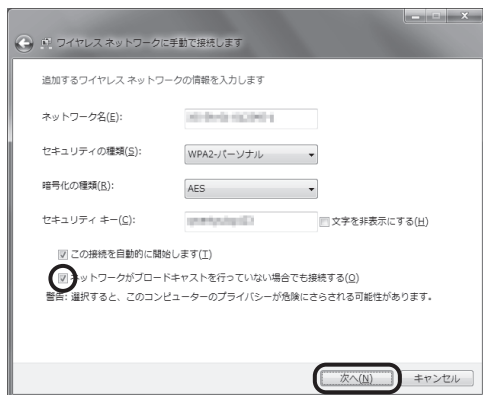 ワイヤレス ネットワークに手動で接続します
追加するワイヤレス ネットワークの情報を入力します
ネットワーク名(E):
セキュリティの種類(S): WPA2-パーソナル
暗号化の種類(R): AES
セキュリティ キー(C): 文字を非表示にする(H)
この接続を自動的に開始します(T)
ネットワークがブロードキャストを行っていない場合でも接続する(O)
警告: 選択すると、このコンピューターのプライバシーが危険にさらされる可能性があります。
次へ(N) キャンセル